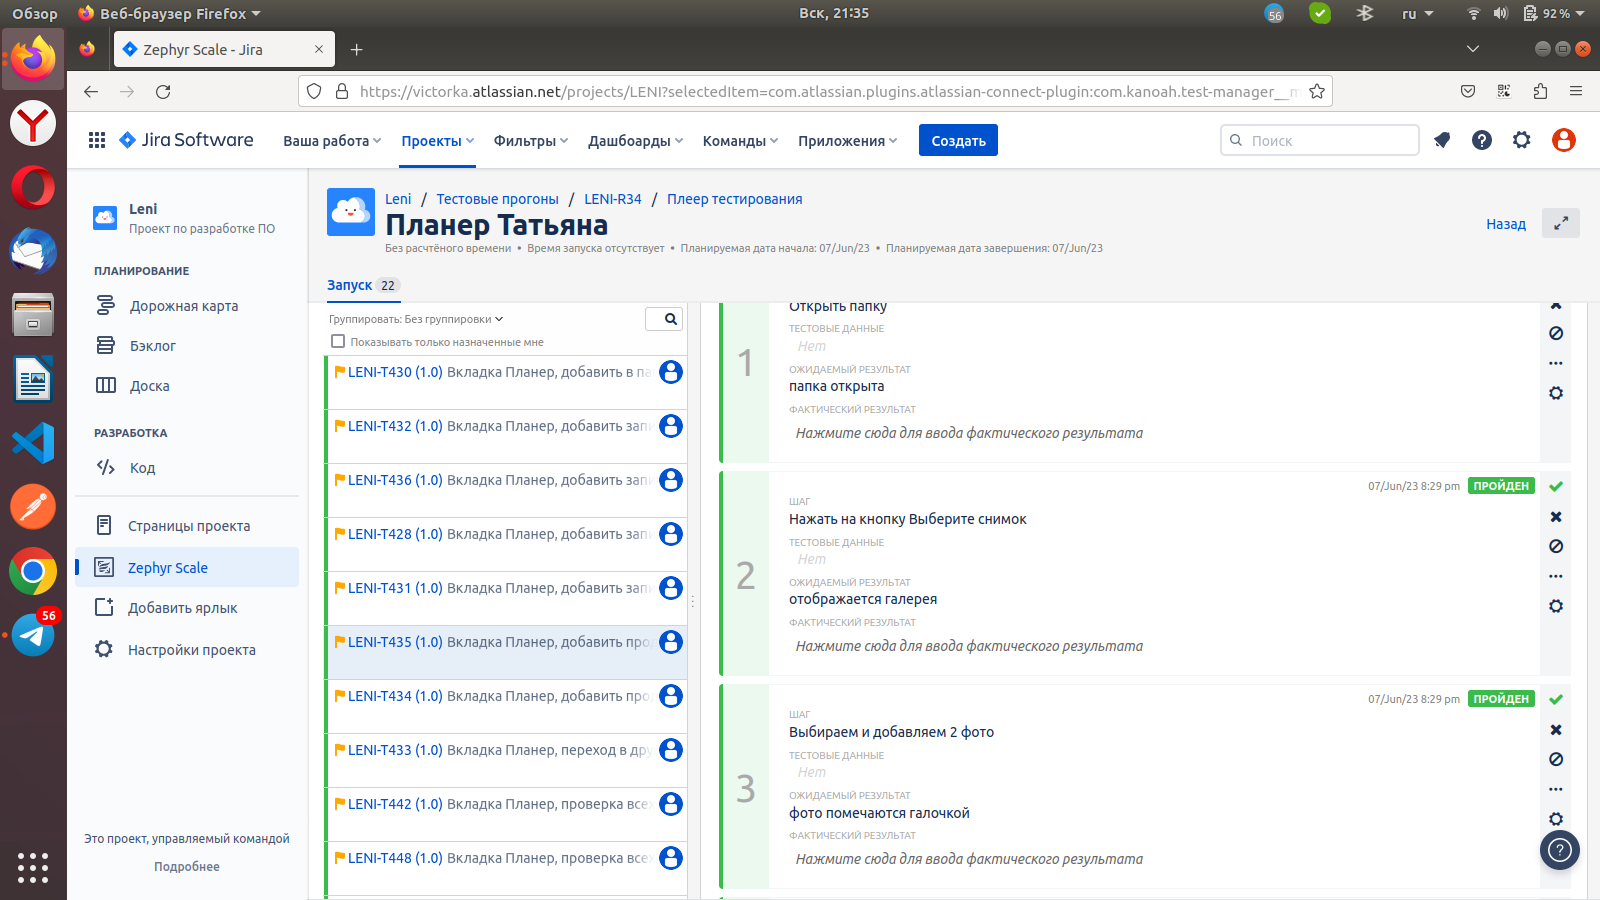 Обзор
Веб-браузер Firefox
Вск, 21:35
56
ru
92 %
Zephyr Scale - Jira
https://victorka.atlassian.net/projects/LENI?selectedItem=com.atlassian.plugins.atlassian-connect-plugin:com.kanoah.test-manager__m
Jira Software
Ваша работа
Проекты
Фильтры
Дашборды
Команды
Приложения
Создать
Поиск
Leni
Проект по разработке ПО
ПЛАНИРОВАНИЕ
Дорожная карта
Бэклог
Доска
РАЗРАБОТКА
Код
Страницы проекта
Zephyr Scale
Добавить ярлык
Настройки проекта
Это проект, управляемый командой
Подробнее
56
Leni / Тестовые прогоны / LENI-R34 / Плеер тестирования
Планер Татьяна
Без расчтёного времени • Время запуска отсутствует • Планируемая дата начала: 07/Jun/23 • Планируемая дата завершения: 07/Jun/23
Назад
Запуск 22
Группировать: Без группировки
Показывать только назначенные мне
LENI-T430 (1.0) Вкладка Планер, добавить в па
LENI-T432 (1.0) Вкладка Планер, добавить запи
LENI-T436 (1.0) Вкладка Планер, добавить запи
LENI-T428 (1.0) Вкладка Планер, добавить запи
LENI-T431 (1.0) Вкладка Планер, добавить запи
LENI-T435 (1.0) Вкладка Планер, добавить прод
LENI-T434 (1.0) Вкладка Планер, добавить прод
LENI-T433 (1.0) Вкладка Планер, переход в дру
LENI-T442 (1.0) Вкладка Планер, проверка всех
LENI-T448 (1.0) Вкладка Планер, проверка всех
1
Открыть папку
ТЕСТОВЫЕ ДАННЫЕ
Нет
ОЖИДАЕМЫЙ РЕЗУЛЬТАТ
папка открыта
ФАКТИЧЕСКИЙ РЕЗУЛЬТАТ
Нажмите сюда для ввода фактического результата
07/Jun/23 8:29 pm ПРОЙДЕН
2
ШАГ
Нажать на кнопку Выберите снимок
ТЕСТОВЫЕ ДАННЫЕ
Нет
ОЖИДАЕМЫЙ РЕЗУЛЬТАТ
отображается галерея
ФАКТИЧЕСКИЙ РЕЗУЛЬТАТ
Нажмите сюда для ввода фактического результата
07/Jun/23 8:29 pm ПРОЙДЕН
3
ШАГ
Выбираем и добавляем 2 фото
ТЕСТОВЫЕ ДАННЫЕ
Нет
ОЖИДАЕМЫЙ РЕЗУЛЬТАТ
фото помечаются галочкой
ФАКТИЧЕСКИЙ РЕЗУЛЬТАТ
Нажмите сюда для ввода фактического результата